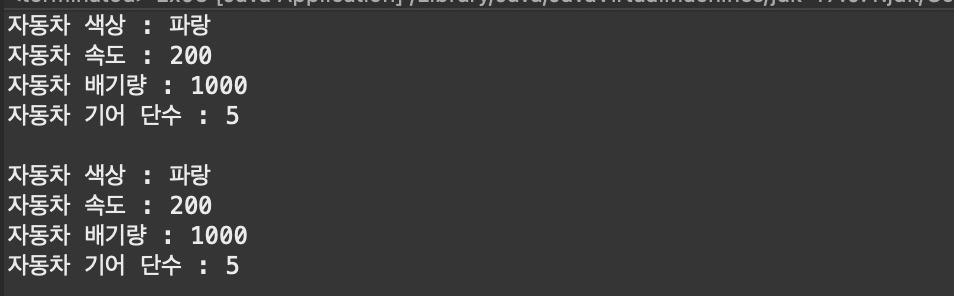 자동차 색상 : 파랑
자동차 속도 : 200
자동차 배기량 : 1000
자동차 기어 단수 : 5
자동차 색상 : 파랑
자동차 속도 : 200
자동차 배기량 : 1000
자동차 기어 단수 : 5